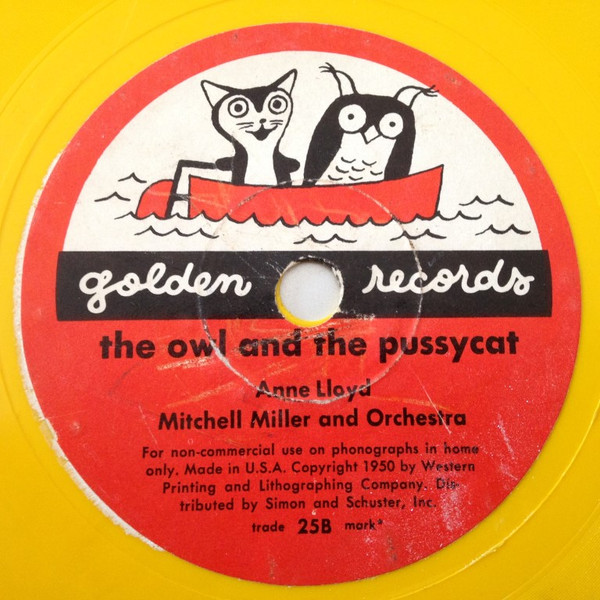 golden records
the owl and the pussycat
Anne Lloyd
Mitchell Miller and Orchestra
For non-commercial use on phonographs in home
only. Made in U.S.A. Copyright 1950 by Western
Printing and Lithographing Company. Dis-
tributed by Simon and Schuster, Inc.
trade 25B mark*